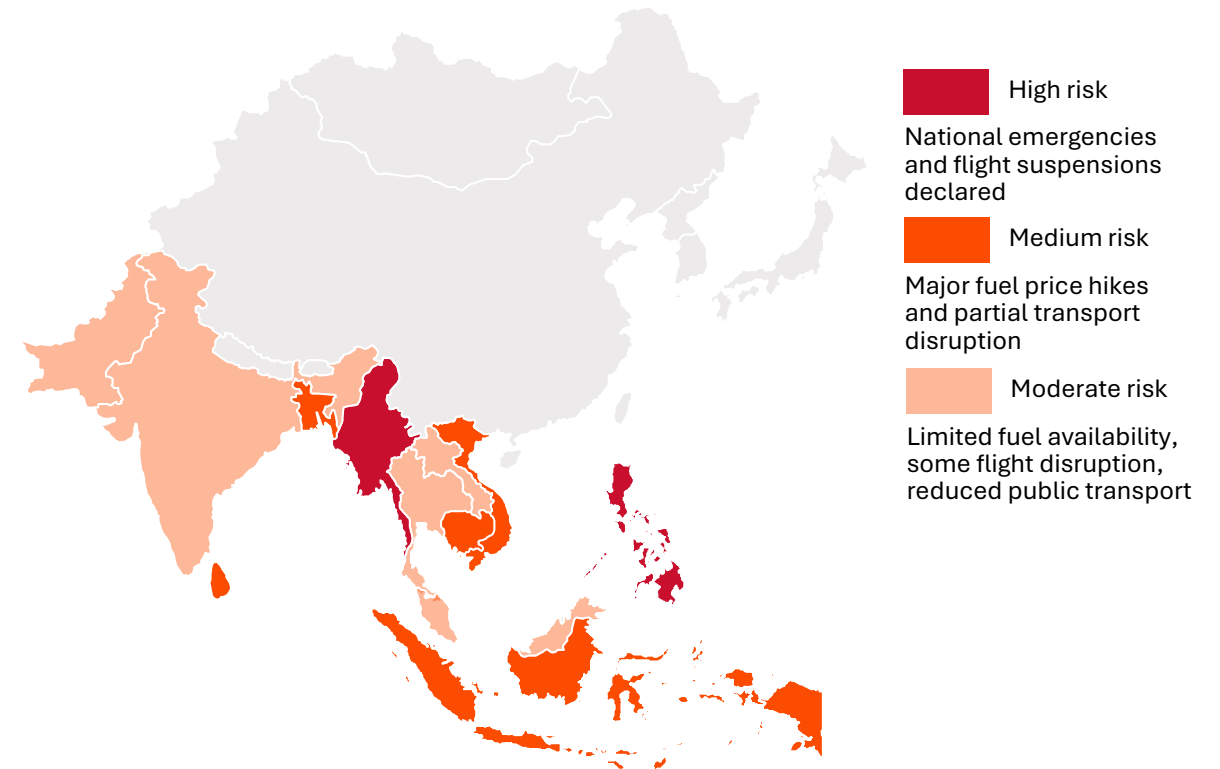 High risk
National emergencies
and flight suspensions
declared
Medium risk
Major fuel price hikes
and partial transport
disruption
Moderate risk
Limited fuel availability,
some flight disruption,
reduced public transport